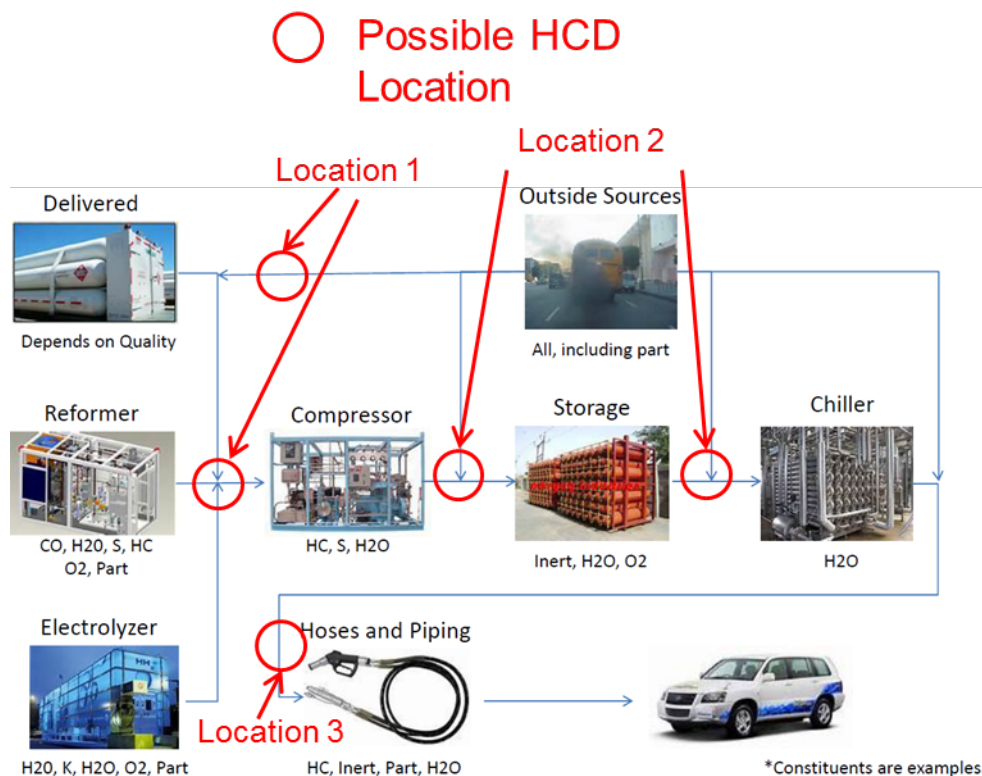 Possible HCD
Location
Location 2
Location 1
Delivered
Outside Sources
Depends on Quality
All, including part
Reformer
Compressor
Storage
Chiller
CO, H20, S, HC
O2, Part
HC, S, H2O
Inert, H2O, O2
H2O
Electrolyzer
Hoses and Piping
HH
Location 3
H20, K, H2O, O2, Part
HC, Inert, Part, H2O
*Constituents are examples